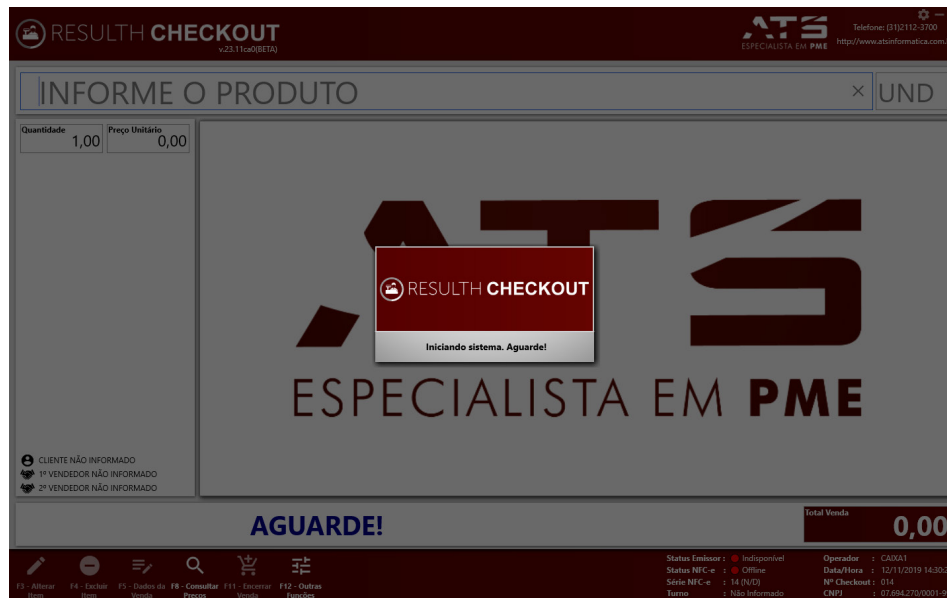 RESULTH CHECKOUT
v.23.11ca0(BETA)
ATS
ESPECIALISTA EM PME
Telefone: (31)2112-3700
http://www.atsinformatica.com.
INFORME O PRODUTO
×
UND
Quantidade
1,00
Preço Unitário
0,00
ATS
ESPECIALISTA EM PME
RESULTH CHECKOUT
Iniciando sistema. Aguarde!
CLIENTE NÃO INFORMADO
1º VENDEDOR NÃO INFORMADO
2º VENDEDOR NÃO INFORMADO
AGUARDE!
Total Venda
0,00
F3 - Alterar
Item
F4 - Excluir
Item
F5 - Dados da
Venda
F8 - Consultar
Preços
F11 - Encerrar
Venda
F12 - Outras
Funções
Status Emissor : Indisponível
Status NFC-e : Offline
Série NFC-e : 14 (N/D)
Turno : Não Informado
Operador : CAIXA1
Data/Hora : 12/11/2019 14:30:
Nº Checkout : 014
CNPJ : 07.694.270/0001-